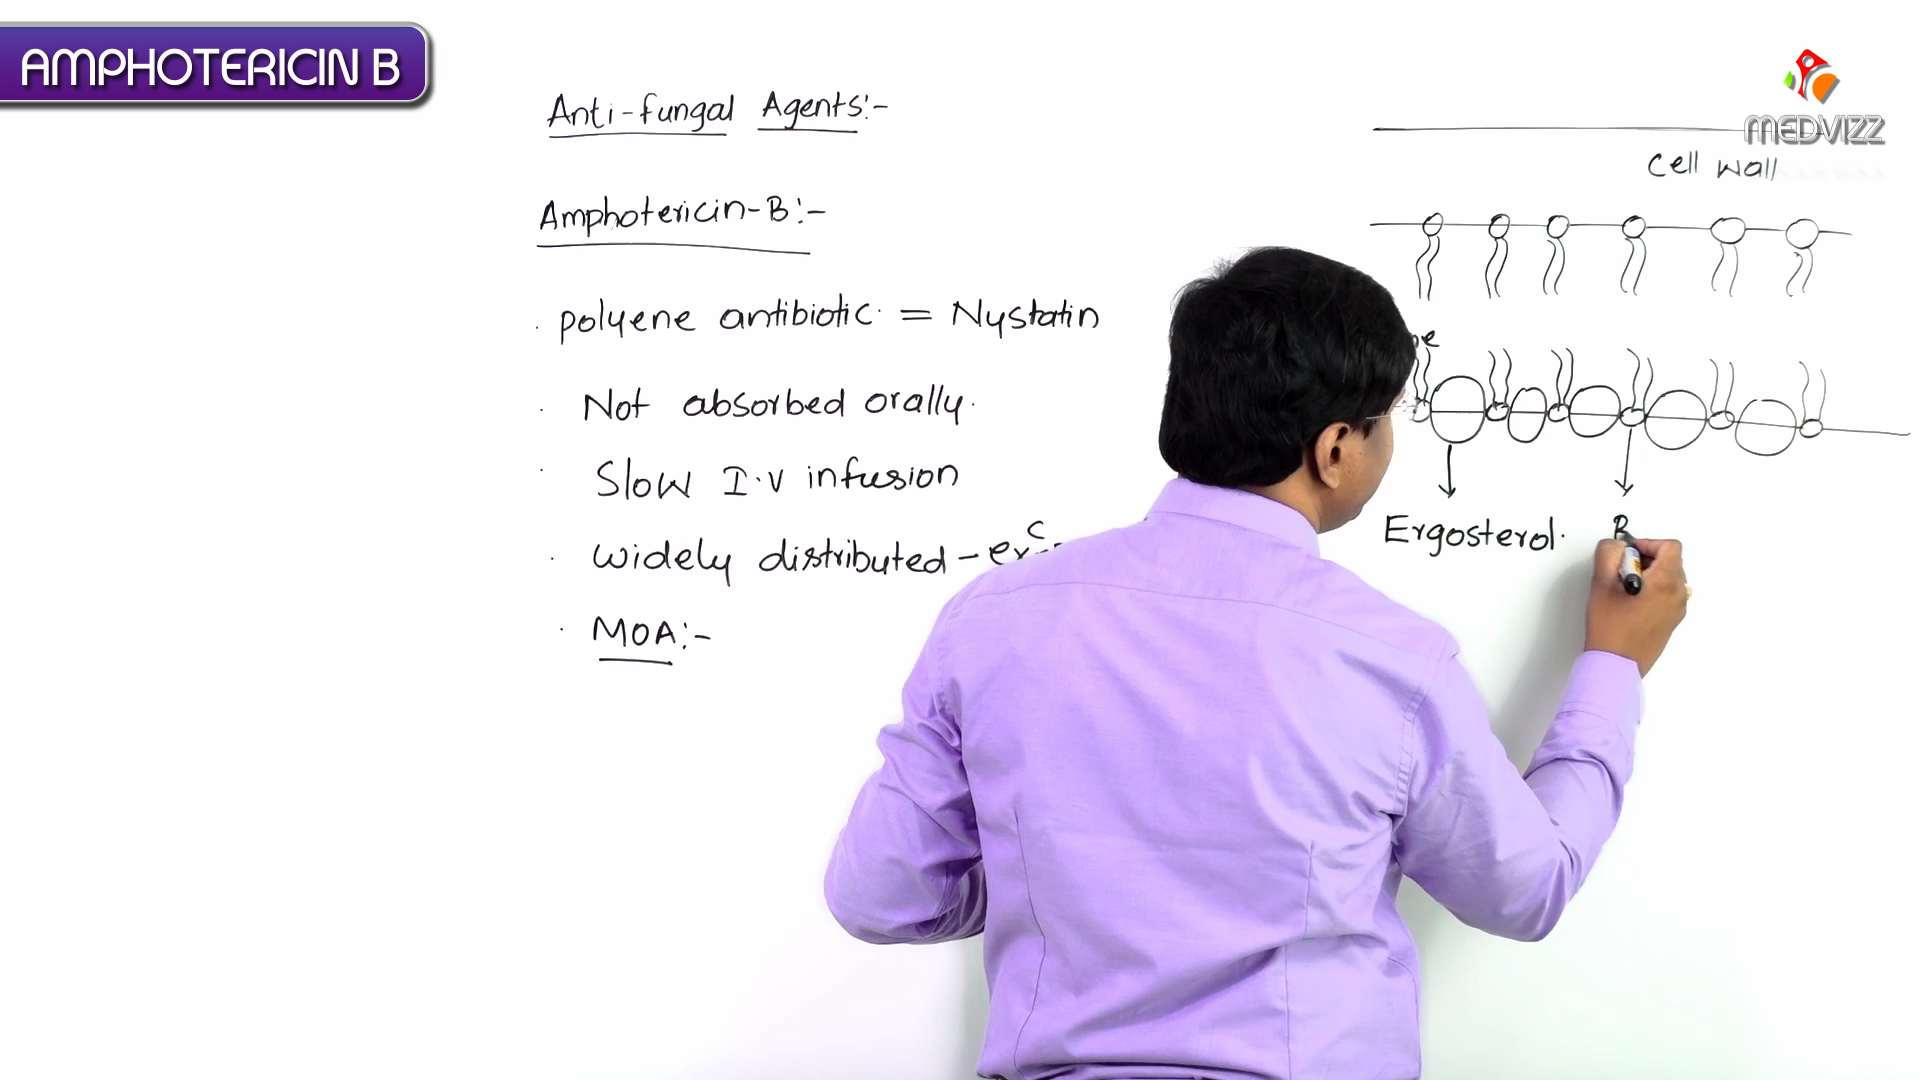 AMPHOTERICIN B
MEDVIZZ
Anti-fungal Agents:-
Amphotericin-B:-
polyene antibiotic = Nystatin
Not absorbed orally.
Slow I.V infusion
widely distributed -
MOA:-
Cell wall
Ergosterol.